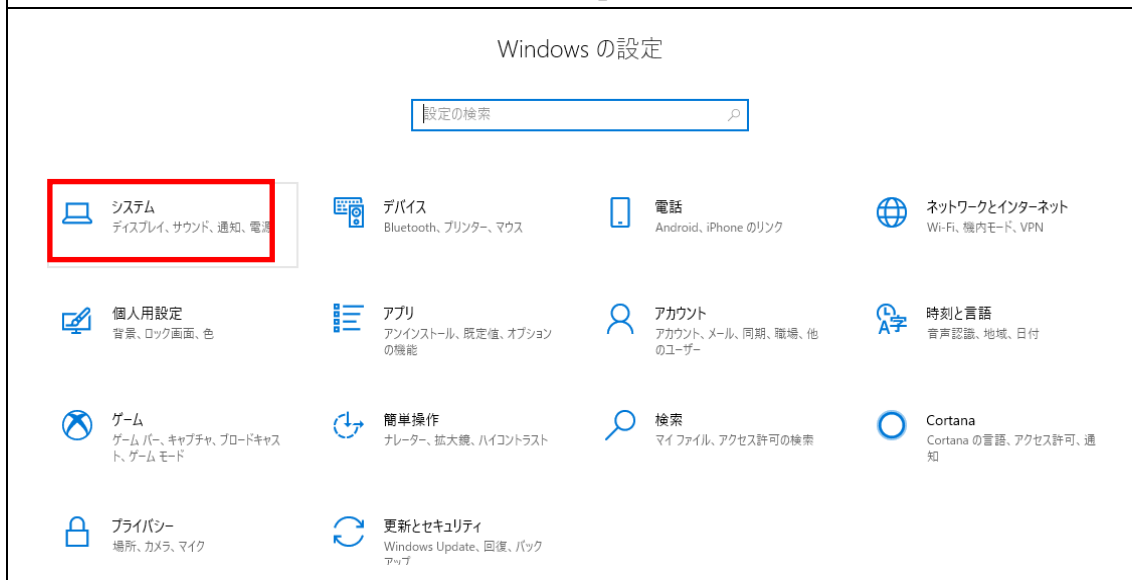 Windows の設定
設定の検索
システム
ディスプレイ、サウンド、通知、電源
デバイス
Bluetooth、プリンター、マウス
電話
Android、iPhone のリンク
ネットワークとインターネット
Wi-Fi、機内モード、VPN
個人用設定
背景、ロック画面、色
アプリ
アンインストール、既定値、オプション
の機能
アカウント
アカウント、メール、同期、職場、他
のユーザー
時刻と言語
音声認識、地域、日付
ゲーム
ゲーム バー、キャプチャ、ブロードキャス
ト、ゲーム モード
簡単操作
ナレーター、拡大鏡、ハイコントラスト
検索
マイ ファイル、アクセス許可の検索
Cortana
Cortana の言語、アクセス許可、通
知
プライバシー
場所、カメラ、マイク
更新とセキュリティ
Windows Update、回復、バック
アップ